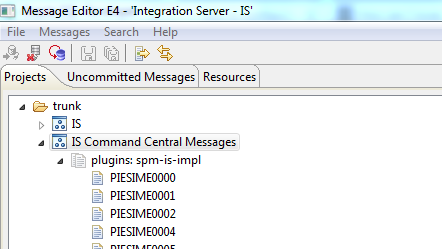 Message Editor E4 - 'Integration Server - IS'
File Messages Search Help
Projects Uncommitted Messages Resources
trunk
IS
IS Command Central Messages
plugins: spm-is-impl
PIESIME0000
PIESIME0001
PIESIME0002
PIESIME0004
PIESIME0005